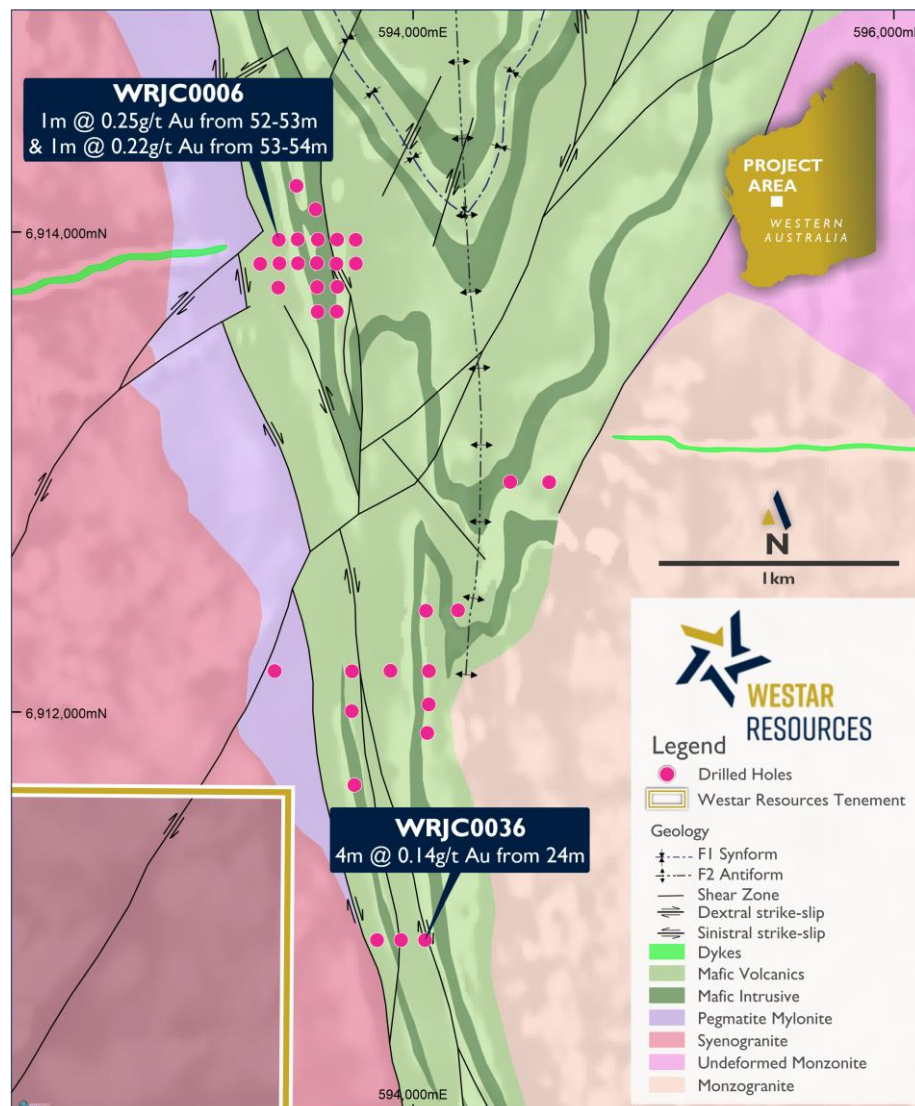 594,000mE
596,000mE
WRJC0006
1m @ 0.25g/t Au from 52-53m
& 1m @ 0.22g/t Au from 53-54m
PROJECT
AREA
WESTERN
AUSTRALIA
6,914,000mN
N
1km
WESTAR
RESOURCES
6,912,000mN
Legend
Drilled Holes
Westar Resources Tenement
WRJC0036
4m @ 0.14g/t Au from 24m
Geology
F1 Synform
F2 Antiform
Shear Zone
Dextral strike-slip
Sinistral strike-slip
Dykes
Mafic Volcanics
Mafic Intrusive
Pegmatite Mylonite
Syenogranite
Undeformed Monzonite
Monzogranite
594,000mE